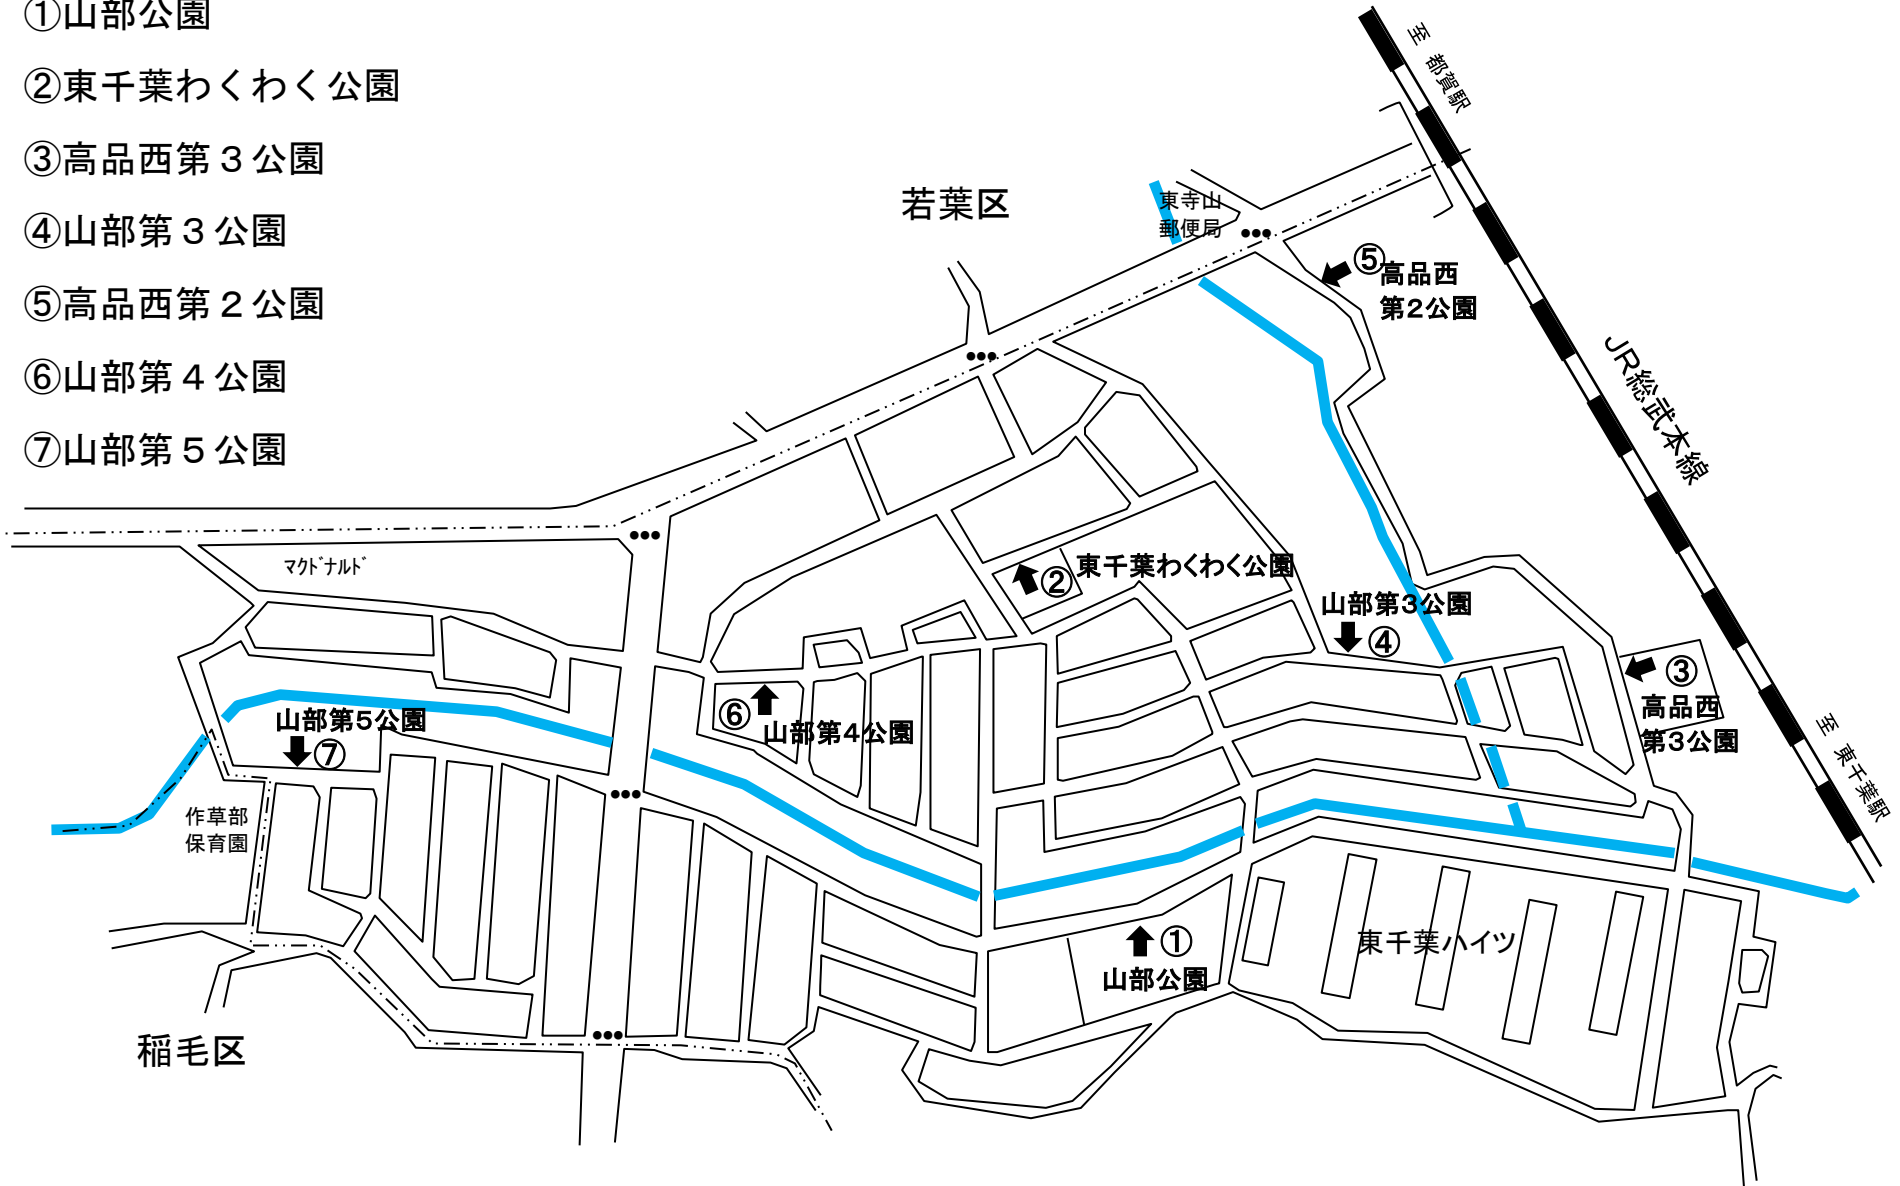 ①山部公園
②東千葉わくわく公園
③高品西第３公園
④山部第３公園
⑤高品西第２公園
⑥山部第４公園
⑦山部第５公園
至 都賀駅
若葉区
東寺山
郵便局
⑤
高品西
第2公園
JR総武本線
マクドナルド
②
東千葉わくわく公園
山部第3公園
④
③
高品西
第3公園
⑥
山部第4公園
山部第5公園
⑦
至 東千葉駅
作草部
保育園
東千葉ハイツ
①
山部公園
稲毛区